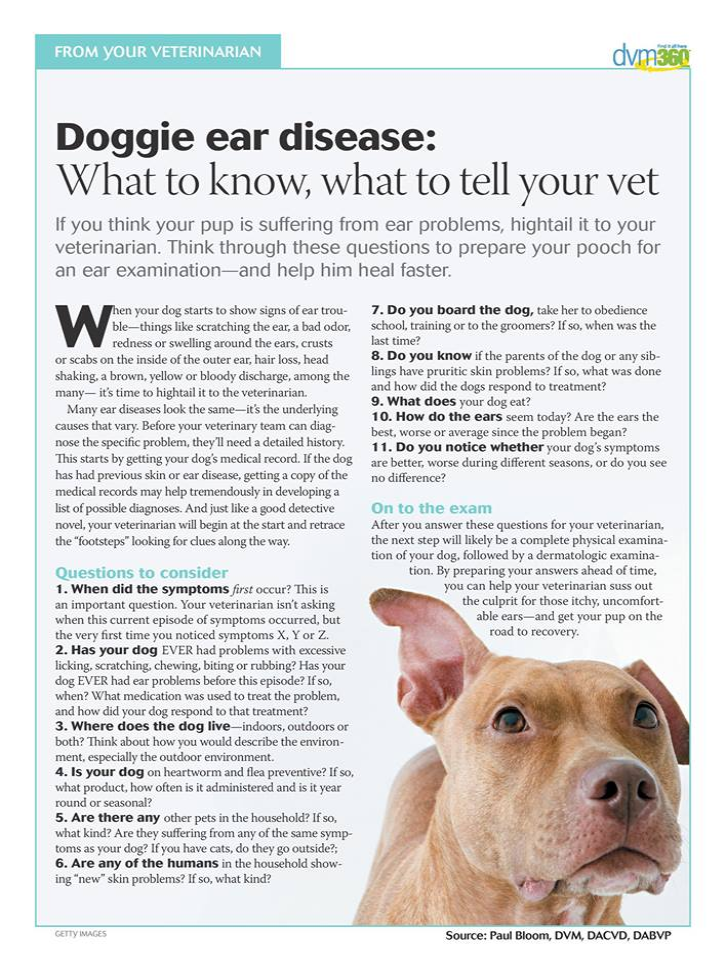 FROM YOUR VETERINARIAN
dvm360
Doggie ear disease:
What to know, what to tell your vet
If you think your pup is suffering from ear problems, hightail it to your
veterinarian. Think through these questions to prepare your pooch for
an ear examination—and help him heal faster.
When your dog starts to show signs of ear trou-
ble—things like scratching the ear, a bad odor,
redness or swelling around the ears, crusts
or scabs on the inside of the outer ear, hair loss, head
shaking, a brown, yellow or bloody discharge, among the
many— it's time to hightail it to the veterinarian.
Many ear diseases look the same—it's the underlying
causes that vary. Before your veterinary team can diag-
nose the specific problem, they'll need a detailed history.
This starts by getting your dog's medical record. If the dog
has had previous skin or ear disease, getting a copy of the
medical records may help tremendously in developing a
list of possible diagnoses. And just like a good detective
novel, your veterinarian will begin at the start and retrace
the "footsteps" looking for clues along the way.
Questions to consider
1. When did the symptoms first occur? This is
an important question. Your veterinarian isn't asking
when this current episode of symptoms occurred, but
the very first time you noticed symptoms X, Y or Z.
2. Has your dog EVER had problems with excessive
licking, scratching, chewing, biting or rubbing? Has your
dog EVER had ear problems before this episode? If so,
when? What medication was used to treat the problem,
and how did your dog respond to that treatment?
3. Where does the dog live—indoors, outdoors or
both? Think about how you would describe the environ-
ment, especially the outdoor environment.
4. Is your dog on heartworm and flea preventive? If so,
what product, how often is it administered and is it year
round or seasonal?
5. Are there any other pets in the household? If so,
what kind? Are they suffering from any of the same symp-
toms as your dog? If you have cats, do they go outside?;
6. Are any of the humans in the household show-
ing "new" skin problems? If so, what kind?
7. Do you board the dog, take her to obedience
school, training or to the groomers? If so, when was the
last time?
8. Do you know if the parents of the dog or any sib-
lings have pruritic skin problems? If so, what was done
and how did the dogs respond to treatment?
9. What does your dog eat?
10. How do the ears seem today? Are the ears the
best, worse or average since the problem began?
11. Do you notice whether your dog's symptoms
are better, worse during different seasons, or do you see
no difference?
On to the exam
After you answer these questions for your veterinarian,
the next step will likely be a complete physical examina-
tion of your dog, followed by a dermatologic examina-
tion. By preparing your answers ahead of time,
you can help your veterinarian suss out
the culprit for those itchy, uncomfort-
able ears—and get your pup on the
road to recovery.
GETTY IMAGES
Source: Paul Bloom, DVM, DACVD, DABVP